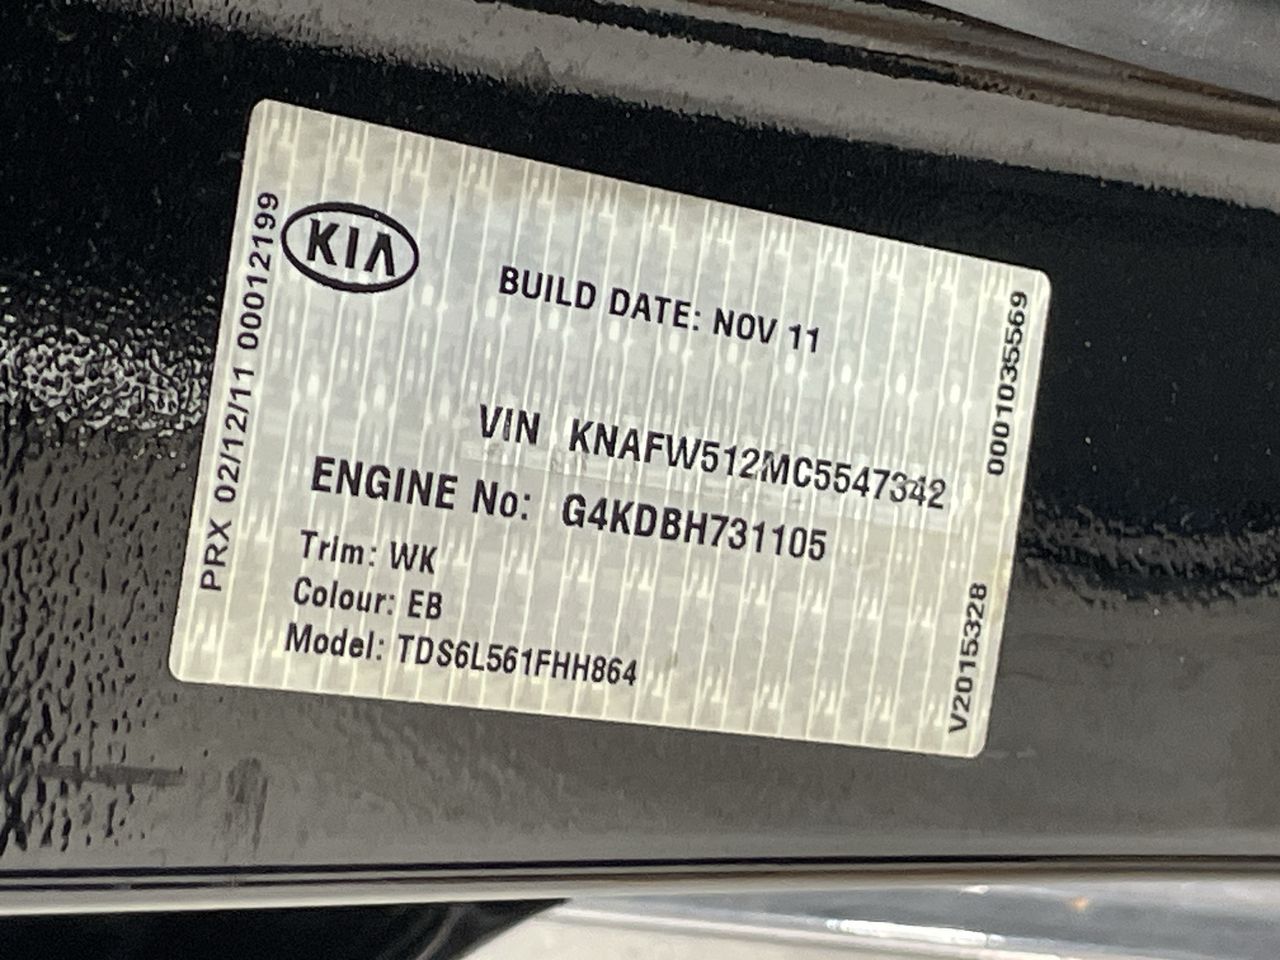 KIA
BUILD DATE: NOV 11
VIN KNAFW512MC5547342
ENGINE No: G4KDBH731105
Trim: WK
Colour: EB
Model: TDS6L561FHH864
PRX 02/12/11 00012199
0001035569
V2015328